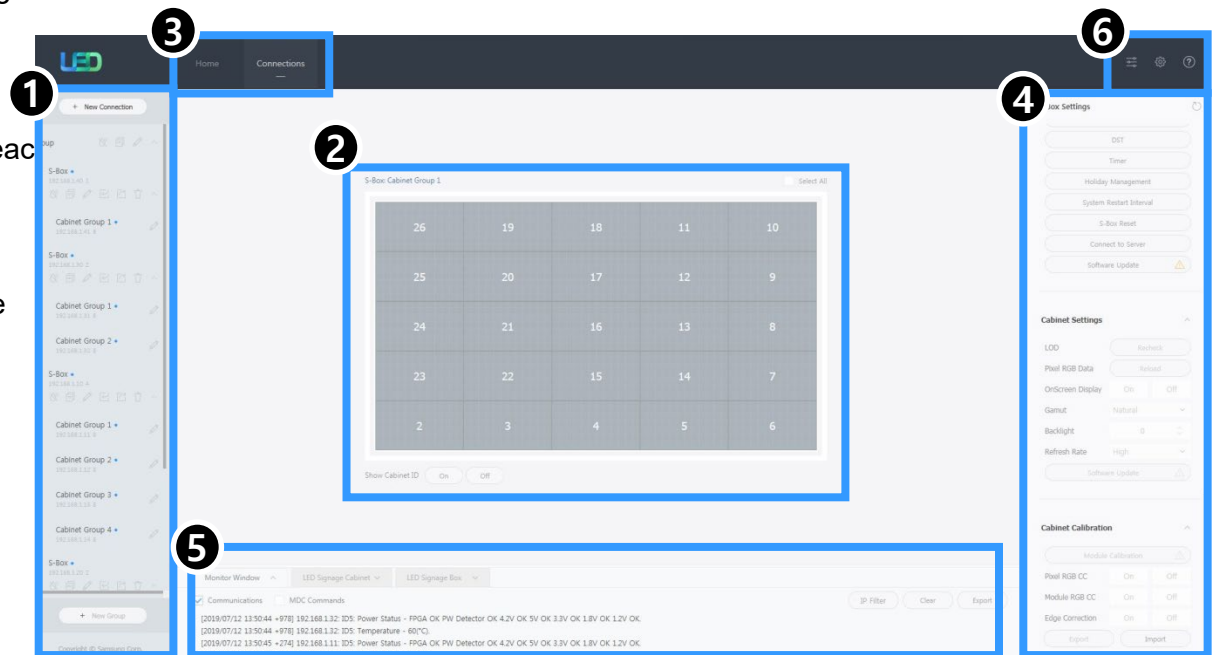 3
6
LED
Home
Connections
1
+ New Connection
4
Box Settings
eac
oup
2
DST
Timer
S-Box
S-Box: Cabinet Group 1
Select All
Holiday Management
System Restart Interval
26 19 18 11 10
Cabinet Group 1
S-Box Reset
192.168.1.41
Connect to Server
S-Box
Software Update
25 20 17 12 9
e
Cabinet Group 1
Cabinet Settings
24 21 16 13 8
Cabinet Group 2
LOD
Pixel RGB Data
Reload
S-Box
23 22 15 14 7
OnScreen Display On Off
Gamut Natural
Cabinet Group 1
2 3 4 5 6
Backlight 0
Refresh Rate High
Cabinet Group 2
Show Cabinet ID On Off
Software Update
Cabinet Group 3
Cabinet Group 4
Cabinet Calibration
5
Module Calibration
S-Box
Monitor Window
LED Signage Cabinet
LED Signage Box
Pixel RGB CC On Off
Communications
MDC Commands
IP Filter
Clear
Export
Module RGB CC On Off
+ New Group
[2019/07/12 13:50:44 +978] 192.168.1.32: ID5: Power Status - FPGA OK PW Detector OK 4.2V OK 5V OK 3.3V OK 1.8V OK 1.2V OK.
Edge Correction On Off
[2019/07/12 13:50:44 +978] 192.168.1.32: ID5: Temperature - 60(°C).
[2019/07/12 13:50:45 +274] 192.168.1.11: ID5: Power Status - FPGA OK PW Detector OK 4.2V OK 5V OK 3.3V OK 1.8V OK 1.2V OK.
Export
Import
Copyright © Samsung Corp.